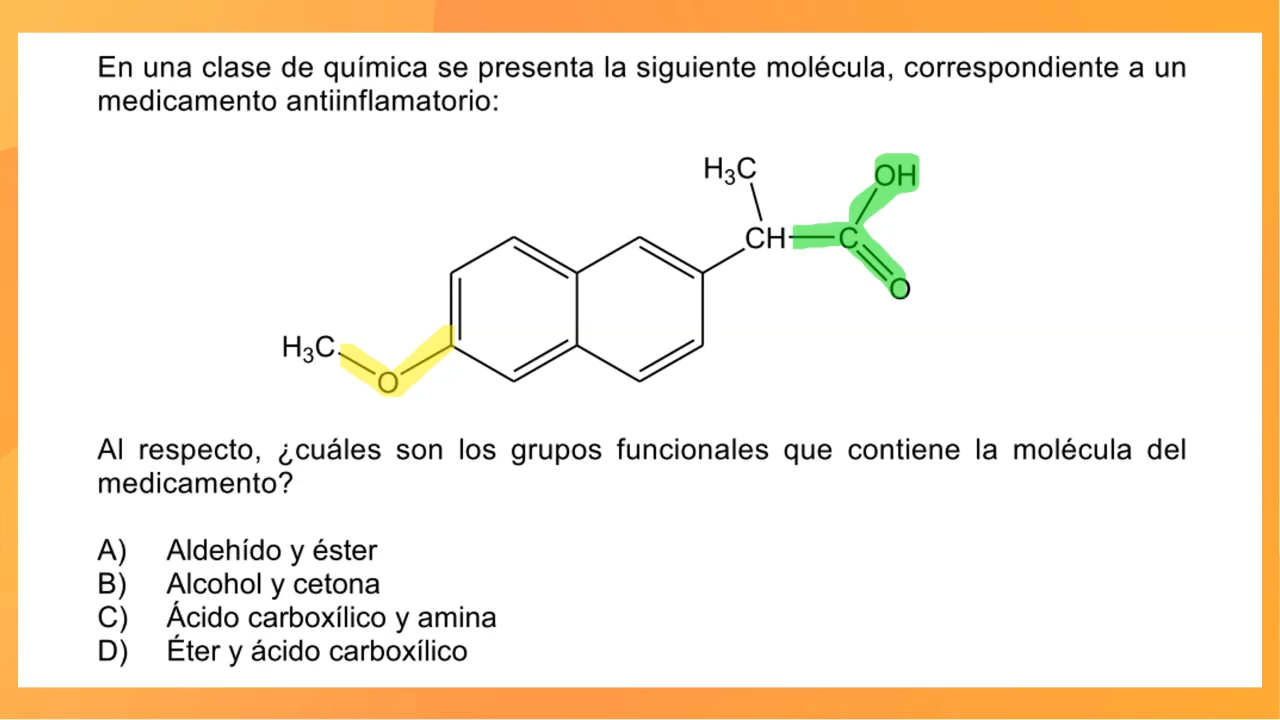 En una clase de química se presenta la siguiente molécula, correspondiente a un
medicamento antiinflamatorio:
H₃C
OH
CH
C
O
H₃C
O
Al respecto, ¿cuáles son los grupos funcionales que contiene la molécula del
medicamento?
A) Aldehído y éster
B) Alcohol y cetona
C) Ácido carboxílico y amina
D) Éter y ácido carboxílico